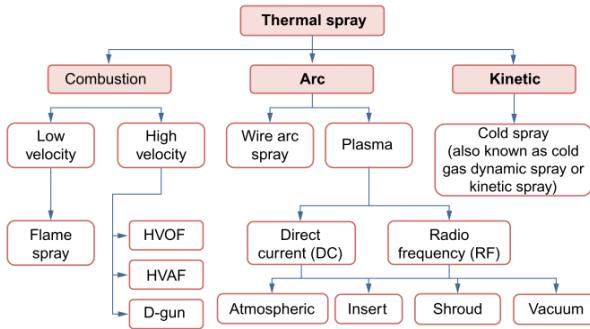 Thermal spray
Combustion
Arc
Kinetic
Low
velocity
High
velocity
Wire arc
spray
Plasma
Cold spray
(also known as cold
gas dynamic spray or
kinetic spray)
Flame
spray
HVOF
HVAF
D-gun
Direct
current (DC)
Radio
frequency (RF)
Atmospheric
Insert
Shroud
Vacuum